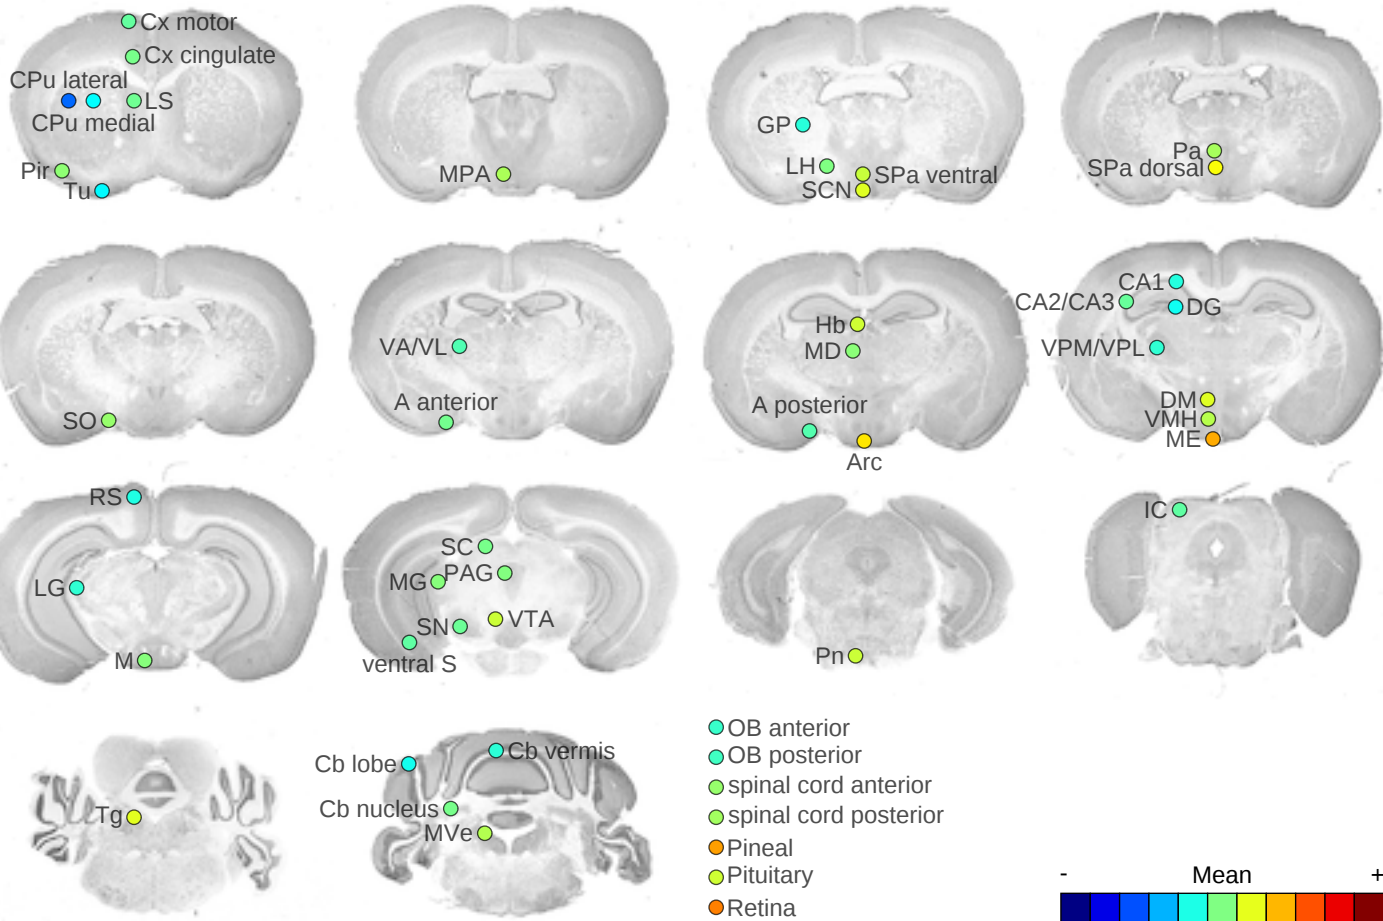 Cx motor
Cx cingulate
CPu lateral
LS
CPu medial
Pir
Tu
MPA
GP
LH
SPa ventral
SCN
Pa
SPa dorsal
SO
VA/VL
A anterior
Hb
MD
A posterior
Arc
CA1
CA2/CA3
DG
VPM/VPL
DM
VMH
ME
RS
LG
M
SC
MG
PAG
SN
VTA
ventral S
Pn
IC
Tg
Cb lobe
Cb vermis
Cb nucleus
MVe
OB anterior
OB posterior
spinal cord anterior
spinal cord posterior
Pineal
Pituitary
Retina
- Mean +